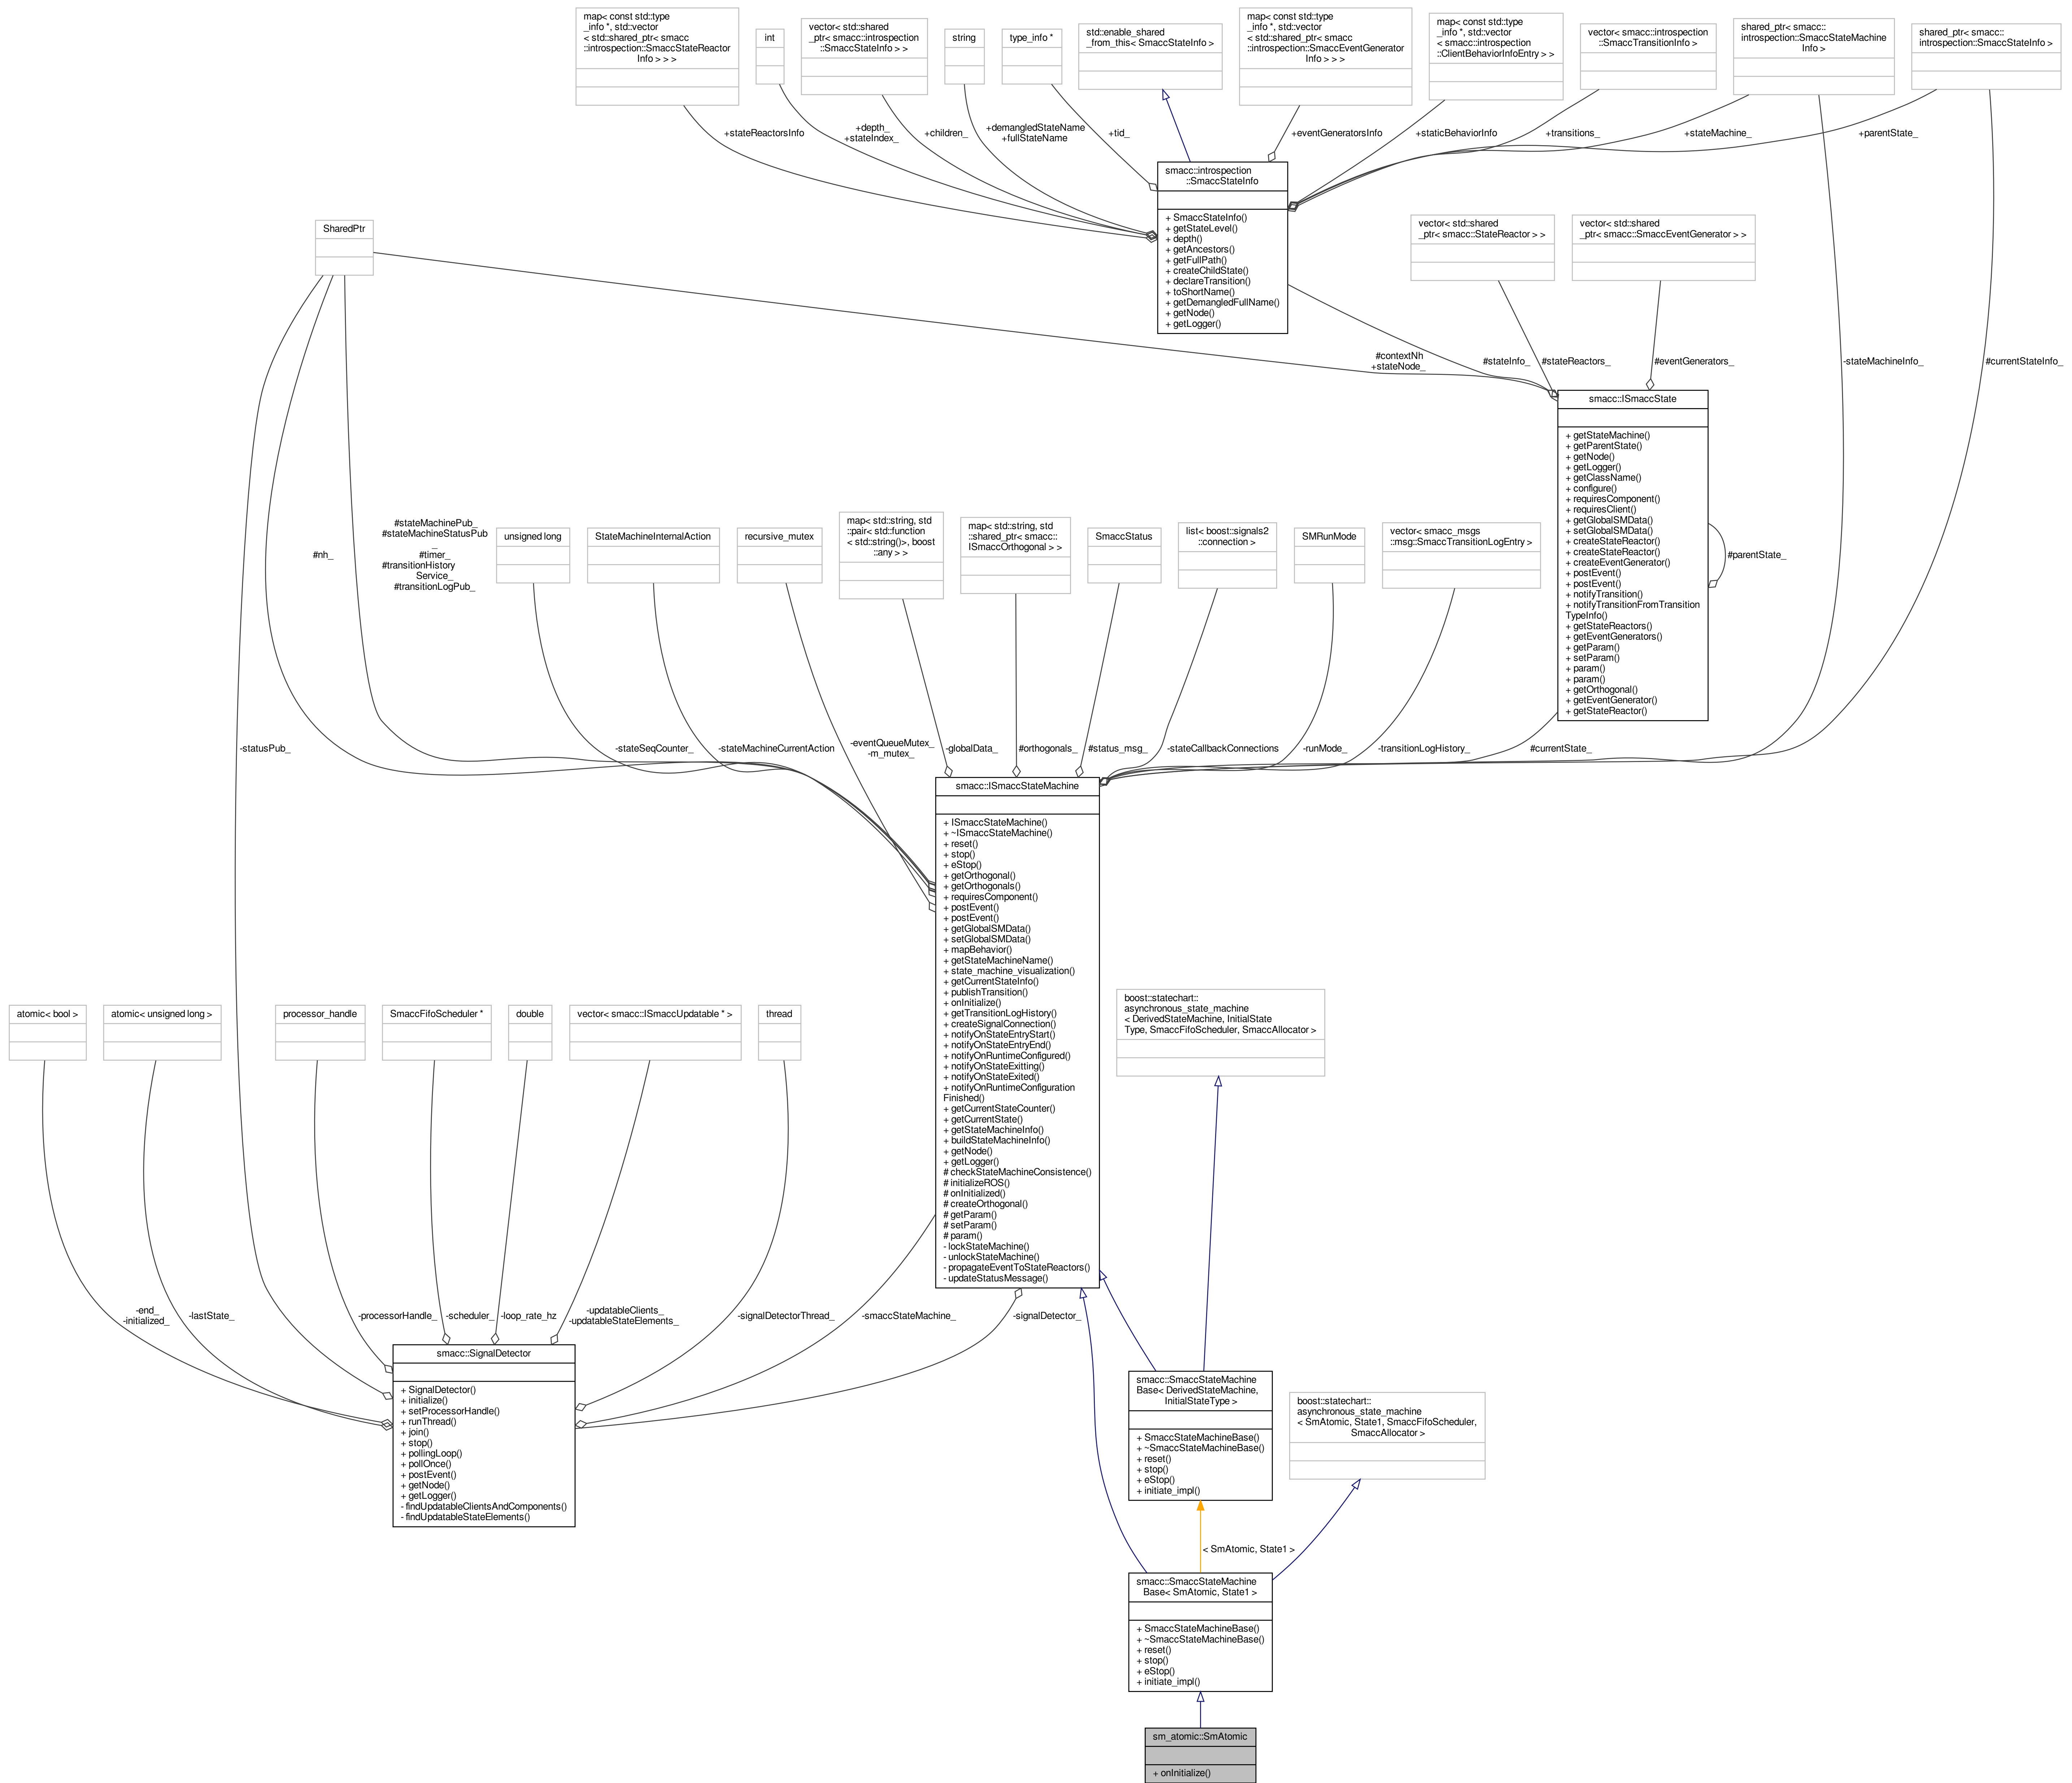 map< const std::type
_info *, std::vector
< std::shared_ptr< smacc
::introspection::SmaccStateReactor
Info > > >
int
vector< std::shared
_ptr< smacc::introspection
::SmaccStateInfo > >
string
type_info *
std::enable_shared
_from_this< SmaccStateInfo >
map< const std::type
_info *, std::vector
< std::shared_ptr< smacc
::introspection::SmaccEventGenerator
Info > > >
map< const std::type
_info *, std::vector
< smacc::introspection
::ClientBehaviorInfoEntry > >
vector< smacc::introspection
::SmaccTransitionInfo >
shared_ptr< smacc::
introspection::SmaccStateMachine
Info >
shared_ptr< smacc::
introspection::SmaccStateInfo >
+stateReactorsInfo
+depth_
+stateIndex_
+children_
+demangledStateName
+fullStateName
+tid_
+eventGeneratorsInfo
+staticBehaviorInfo
+transitions_
+stateMachine_
+parentState_
smacc::introspection
::SmaccStateInfo
+ SmaccStateInfo()
+ getStateLevel()
+ depth()
+ getAncestors()
+ getFullPath()
+ createChildState()
+ declareTransition()
+ toShortName()
+ getDemangledFullName()
+ getNode()
+ getLogger()
SharedPtr
vector< std::shared
_ptr< smacc::StateReactor > >
vector< std::shared
_ptr< smacc::SmaccEventGenerator > >
#contextNh
+stateNode_
#stateInfo_
#stateReactors_
#eventGenerators_
-stateMachineInfo_
#currentStateInfo_
smacc::ISmaccState
+ getStateMachine()
+ getParentState()
+ getNode()
+ getLogger()
+ getClassName()
+ configure()
+ requiresComponent()
+ requiresClient()
+ getGlobalSMData()
+ setGlobalSMData()
+ createStateReactor()
+ createStateReactor()
+ createEventGenerator()
+ postEvent()
+ postEvent()
+ notifyTransition()
+ notifyTransitionFromTransition
TypeInfo()
+ getStateReactors()
+ getEventGenerators()
+ getParam()
+ setParam()
+ param()
+ param()
+ getOrthogonal()
+ getEventGenerator()
+ getStateReactor()
#parentState_
#nh_
#stateMachinePub_
#stateMachineStatusPub
_
#timer_
#transitionHistory
Service_
#transitionLogPub_
unsigned long
StateMachineInternalAction
recursive_mutex
map< std::string, std
::pair< std::function
< std::string()>, boost
::any > >
map< std::string, std
::shared_ptr< smacc::
ISmaccOrthogonal > >
SmaccStatus
list< boost::signals2
::connection >
SMRunMode
vector< smacc_msgs
::msg::SmaccTransitionLogEntry >
-statusPub_
-stateSeqCounter_
-stateMachineCurrentAction
-eventQueueMutex_
-m_mutex_
-globalData_
#orthogonals_
#status_msg_
-stateCallbackConnections
-runMode_
-transitionLogHistory_
#currentState_
smacc::ISmaccStateMachine
+ ISmaccStateMachine()
+ ~ISmaccStateMachine()
+ reset()
+ stop()
+ eStop()
+ getOrthogonal()
+ getOrthogonals()
+ requiresComponent()
+ postEvent()
+ postEvent()
+ getGlobalSMData()
+ setGlobalSMData()
+ mapBehavior()
+ getStateMachineName()
+ state_machine_visualization()
+ getCurrentStateInfo()
+ publishTransition()
+ onInitialize()
+ getTransitionLogHistory()
+ createSignalConnection()
+ notifyOnStateEntryStart()
+ notifyOnStateEntryEnd()
+ notifyOnRuntimeConfigured()
+ notifyOnStateExitting()
+ notifyOnStateExited()
+ notifyOnRuntimeConfiguration
Finished()
+ getCurrentStateCounter()
+ getCurrentState()
+ getStateMachineInfo()
+ buildStateMachineInfo()
+ getNode()
+ getLogger()
# checkStateMachineConsistence()
# initializeROS()
# onInitialized()
# createOrthogonal()
# getParam()
# setParam()
# param()
- lockStateMachine()
- unlockStateMachine()
- propagateEventToStateReactors()
- updateStatusMessage()
atomic< bool >
atomic< unsigned long >
processor_handle
SmaccFifoScheduler *
double
vector< smacc::ISmaccUpdatable * >
thread
boost::statechart::
asynchronous_state_machine
< DerivedStateMachine, InitialState
Type, SmaccFifoScheduler, SmaccAllocator >
-end_
-initialized_
-lastState_
-processorHandle_
-scheduler_
-loop_rate_hz
-updatableClients_
-updatableStateElements_
-signalDetectorThread_
-smaccStateMachine_
-signalDetector_
smacc::SignalDetector
+ SignalDetector()
+ initialize()
+ setProcessorHandle()
+ runThread()
+ join()
+ stop()
+ pollingLoop()
+ pollOnce()
+ postEvent()
+ getNode()
+ getLogger()
- findUpdatableClientsAndComponents()
- findUpdatableStateElements()
smacc::SmaccStateMachine
Base< DerivedStateMachine,
InitialStateType >
+ SmaccStateMachineBase()
+ ~SmaccStateMachineBase()
+ reset()
+ stop()
+ eStop()
+ initiate_impl()
boost::statechart::
asynchronous_state_machine
< SmAtomic, State1, SmaccFifoScheduler,
SmaccAllocator >
< SmAtomic, State1 >
smacc::SmaccStateMachine
Base< SmAtomic, State1 >
+ SmaccStateMachineBase()
+ ~SmaccStateMachineBase()
+ reset()
+ stop()
+ eStop()
+ initiate_impl()
sm_atomic::SmAtomic
+ onInitialize()